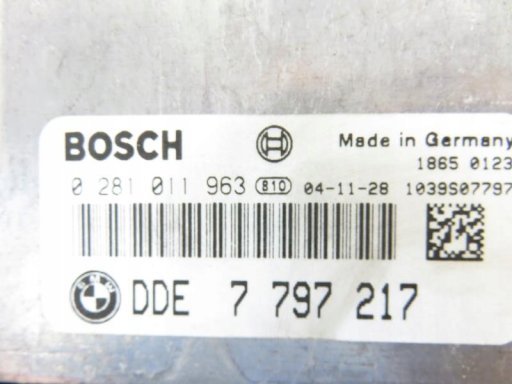 BOSCH Made in Germany
1865 0123
0 281 011 963 810 04-11-28 1039S07797
BMW DDE 7 797 217